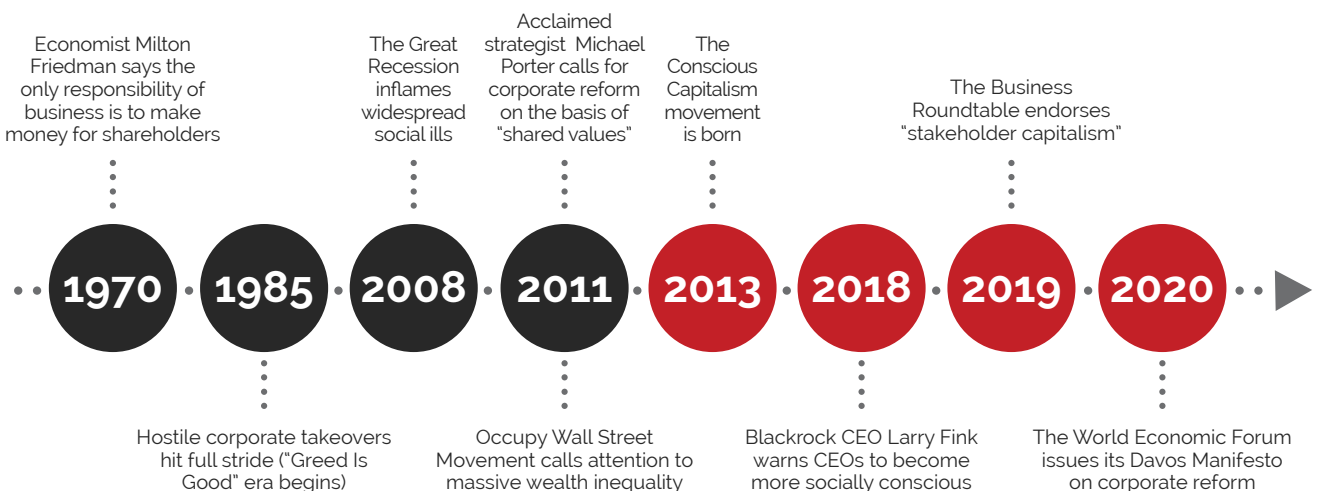 Economist Milton
Friedman says the
only responsibility of
business is to make
money for shareholders
The Great
Recession
inflames
widespread
social ills
Acclaimed
strategist Michael
Porter calls for
corporate reform
on the basis of
“shared values”
The
Conscious
Capitalism
movement
is born
The Business
Roundtable endorses
“stakeholder capitalism”
1970
1985
2008
2011
2013
2018
2019
2020
Hostile corporate takeovers
hit full stride (“Greed Is
Good” era begins)
Occupy Wall Street
Movement calls attention to
massive wealth inequality
Blackrock CEO Larry Fink
warns CEOs to become
more socially conscious
The World Economic Forum
issues its Davos Manifesto
on corporate reform